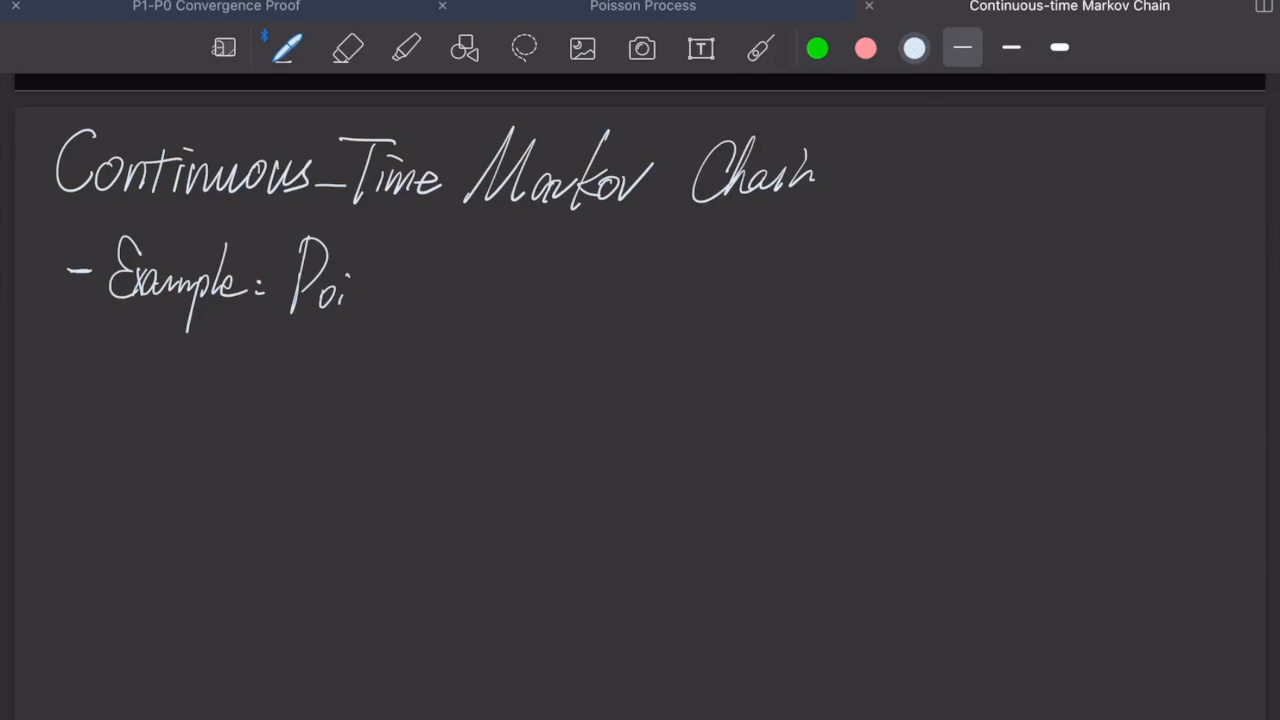 P1-P0 Convergence Proof
Poisson Process
Continuous-time Markov Chain
T
Continuous-Time Markov Chain
- Example: Poi